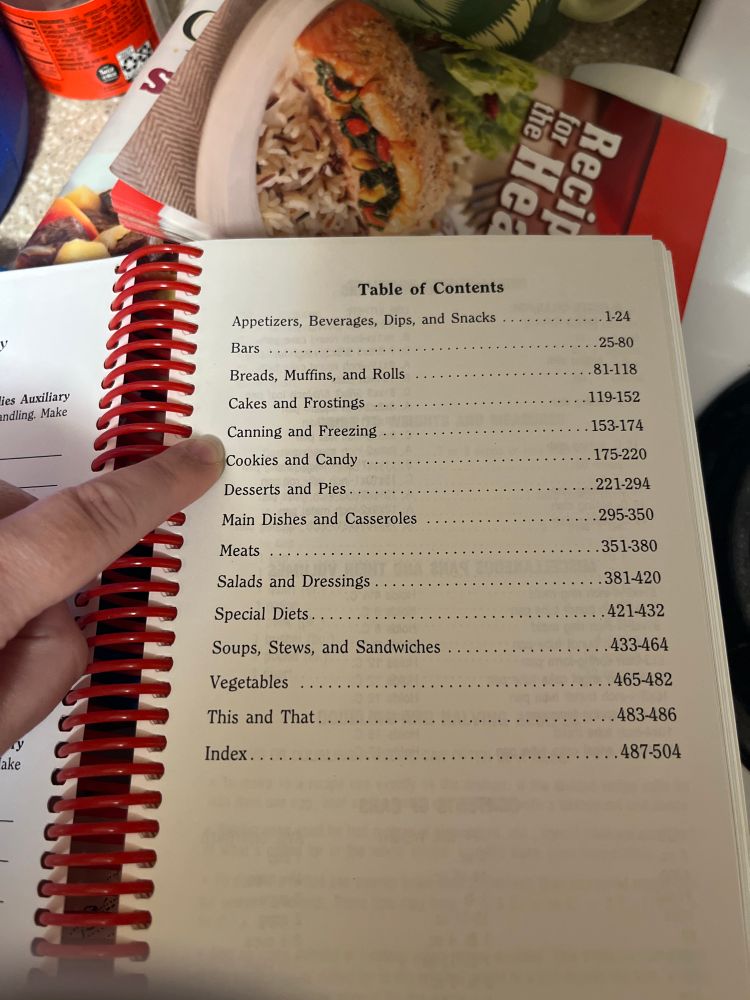 Recip
for
the Hea
S
y
lies Auxiliary
andling. Make
y
ake
Table of Contents
Appetizers, Beverages, Dips, and Snacks . . . . . . . . . . . . .1-24
Bars . . . . . . . . . . . . . . . . . . . . . . . . . . . . . . . . . . . . . . . . . .25-80
Breads, Muffins, and Rolls . . . . . . . . . . . . . . . . . . . . . . .81-118
Cakes and Frostings . . . . . . . . . . . . . . . . . . . . . . . . . . . .119-152
Canning and Freezing . . . . . . . . . . . . . . . . . . . . . . . . . . .153-174
Cookies and Candy . . . . . . . . . . . . . . . . . . . . . . . . . . . . .175-220
Desserts and Pies . . . . . . . . . . . . . . . . . . . . . . . . . . . . . .221-294
Main Dishes and Casseroles . . . . . . . . . . . . . . . . . . . . .295-350
Meats . . . . . . . . . . . . . . . . . . . . . . . . . . . . . . . . . . . . . . . .351-380
Salads and Dressings . . . . . . . . . . . . . . . . . . . . . . . . . . .381-420
Special Diets . . . . . . . . . . . . . . . . . . . . . . . . . . . . . . . . . .421-432
Soups, Stews, and Sandwiches . . . . . . . . . . . . . . . . . . .433-464
Vegetables . . . . . . . . . . . . . . . . . . . . . . . . . . . . . . . . . . . .465-482
This and That . . . . . . . . . . . . . . . . . . . . . . . . . . . . . . . . .483-486
Index . . . . . . . . . . . . . . . . . . . . . . . . . . . . . . . . . . . . . . . .487-504